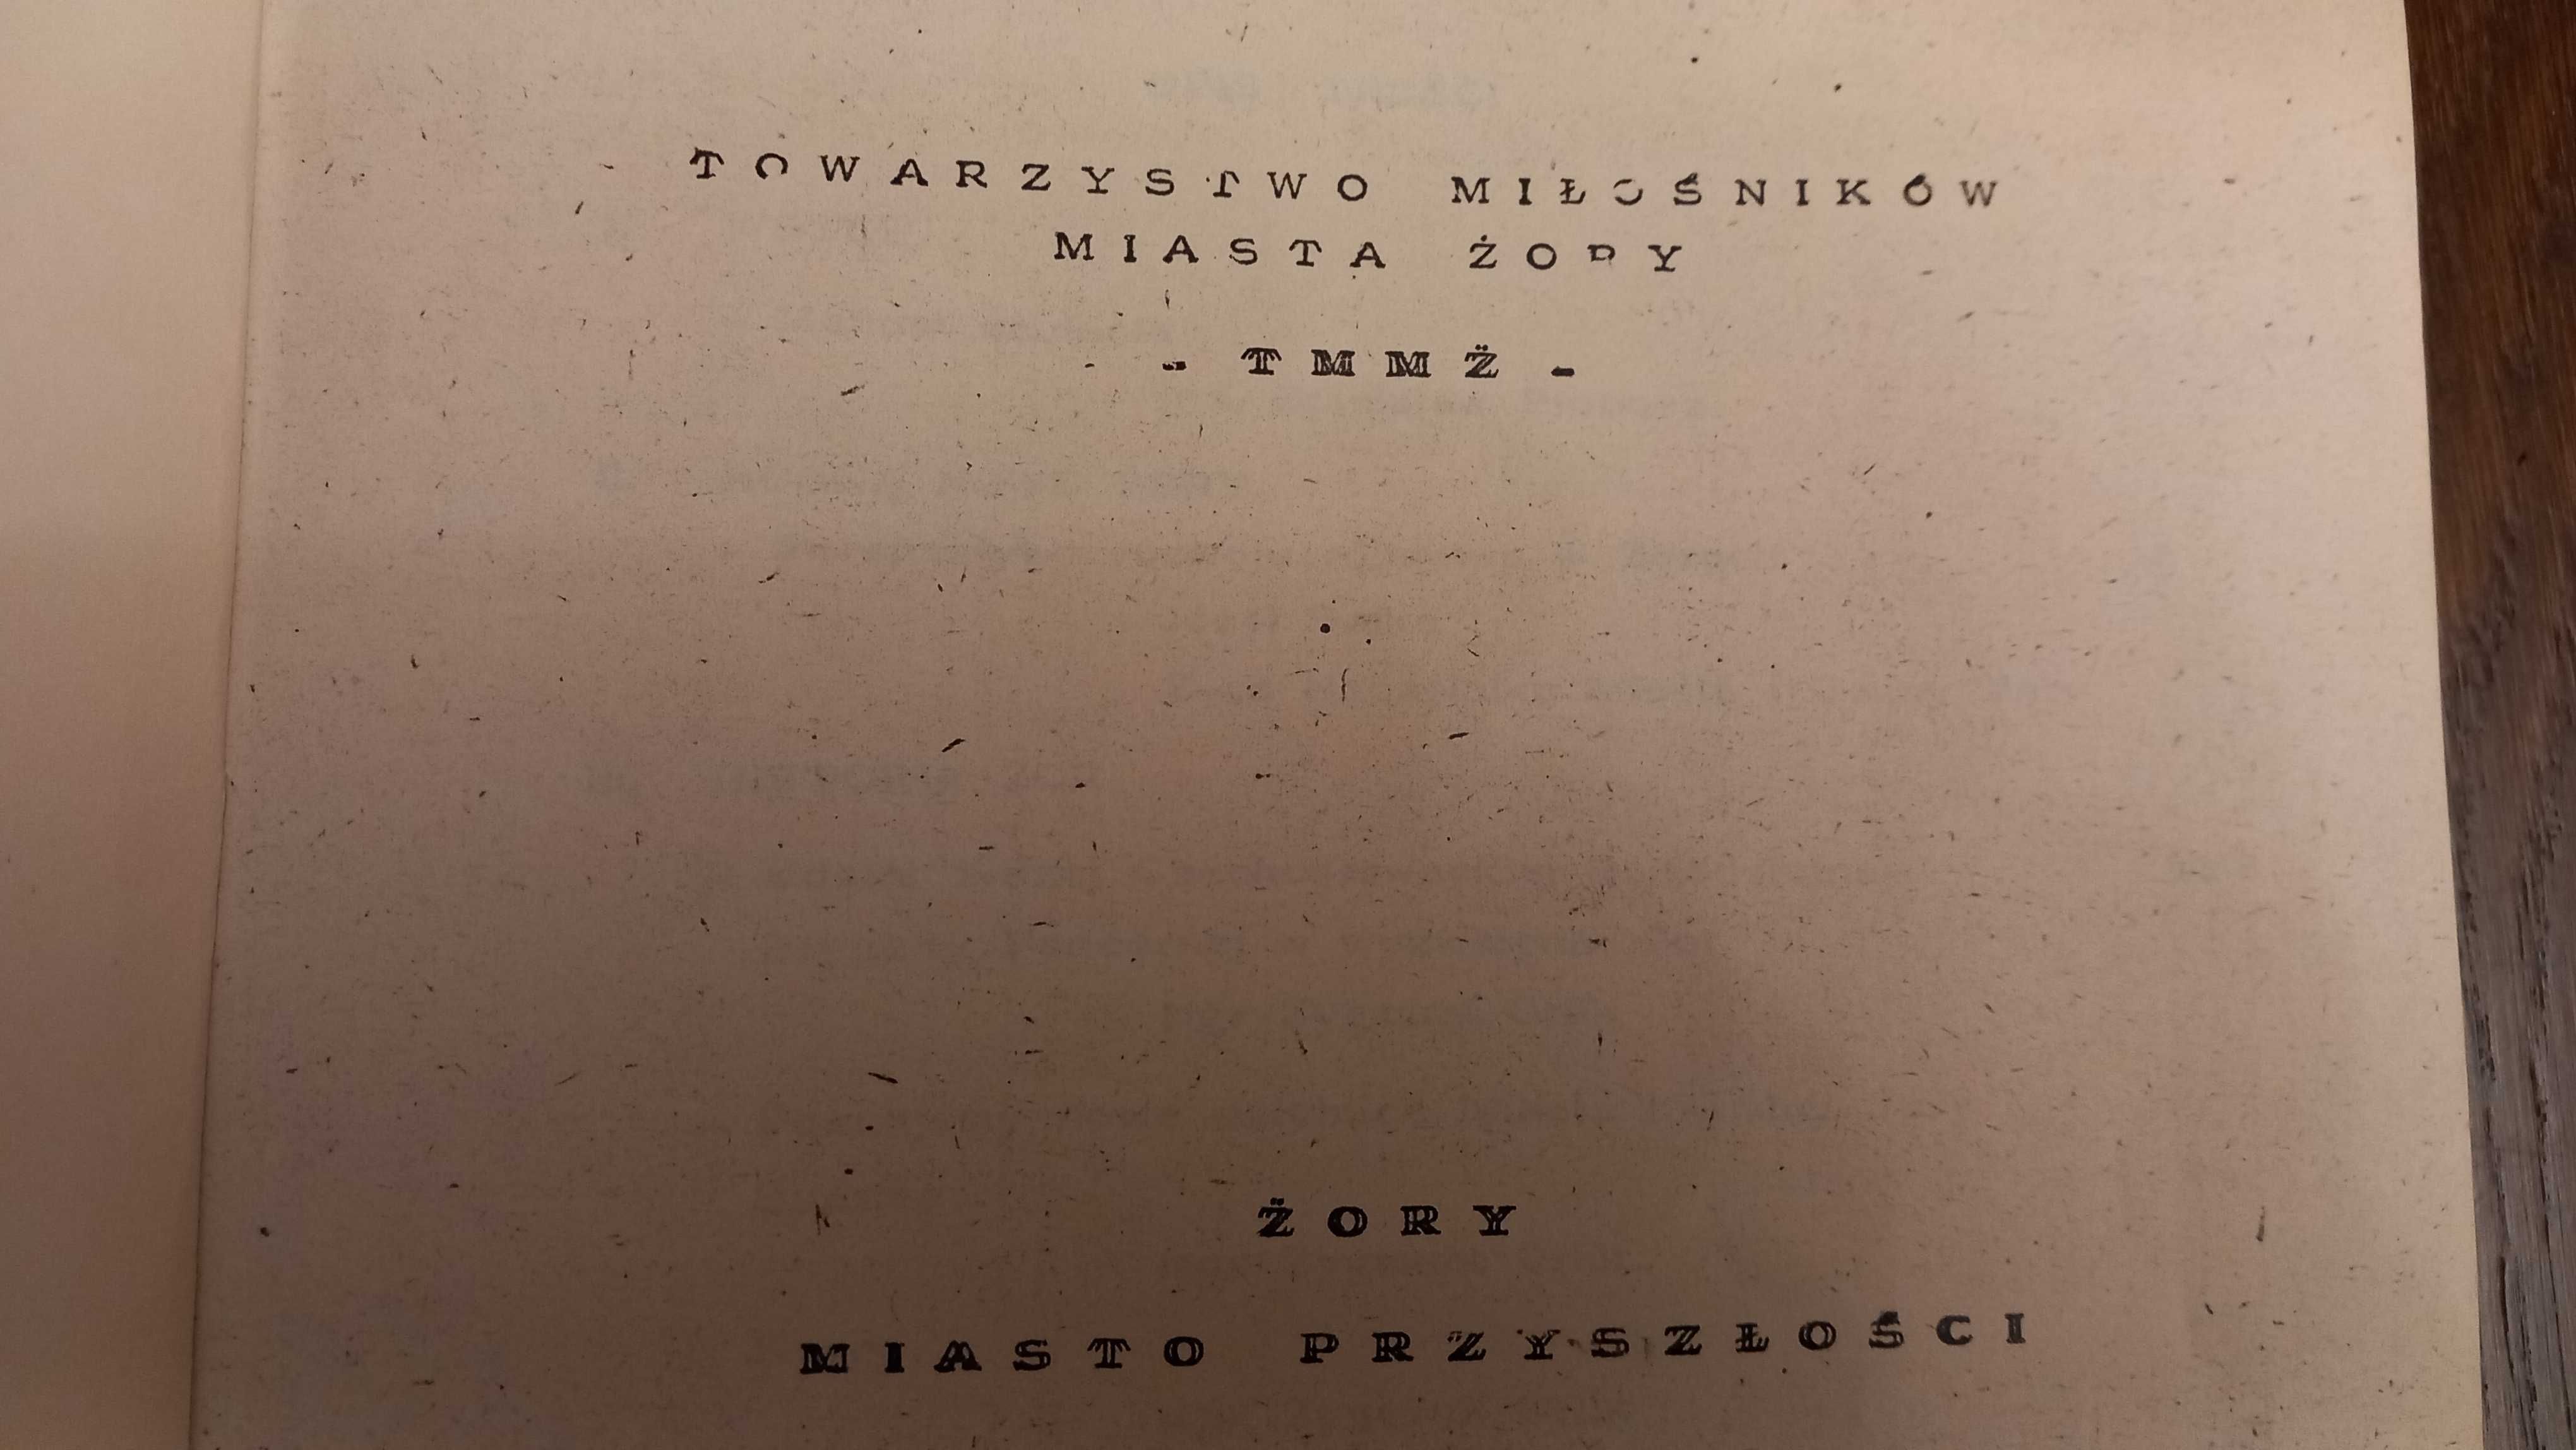 TOWARZYSTWO MIŁOŚNIKÓW
MIASTA ŻORY
- TMMŻ -
ŻORY
MIASTO PRZYSZŁOŚCI